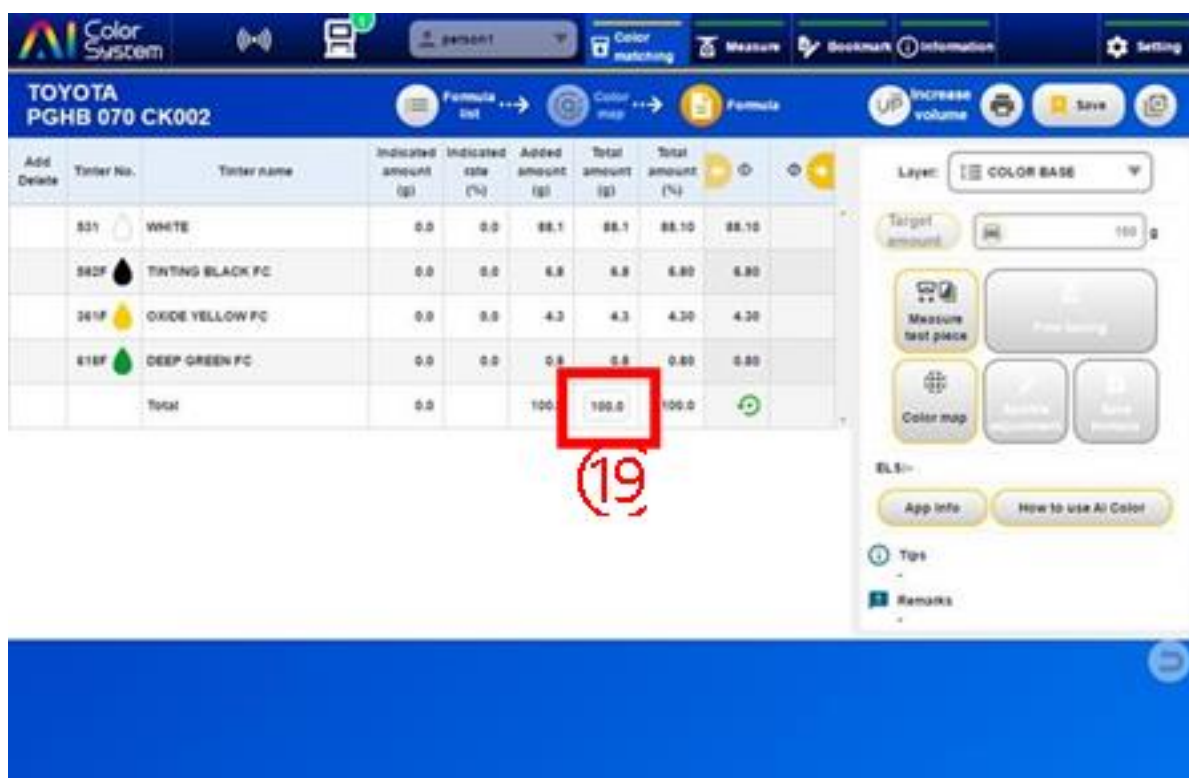 AI Color System
1
person1
Color matching
Measure
Bookmark
Information
Setting
TOYOTA
PGHB 070 CK002
Formula list
Color map
Formula
UP
Increase volume
Save
Add Delete
Tinter No.
Tinter name
Indicated amount (g)
Indicated rate (%)
Added amount (g)
Total amount (g)
Total amount (%)
Layer: COLOR BASE
531 WHITE 0.0 0.0 88.1 88.1 88.10 88.10
Target amount 100 g
582F TINTING BLACK FC 0.0 0.0 6.8 6.8 6.80 6.80
361F OXIDE YELLOW FC 0.0 0.0 4.3 4.3 4.30 4.30
Measure test piece
618F DEEP GREEN FC 0.0 0.0 0.8 0.8 0.80 0.80
Total 0.0 100. 100.0 100.0
Color map
19
App info
How to use AI Color
Tips
-
Remarks
-